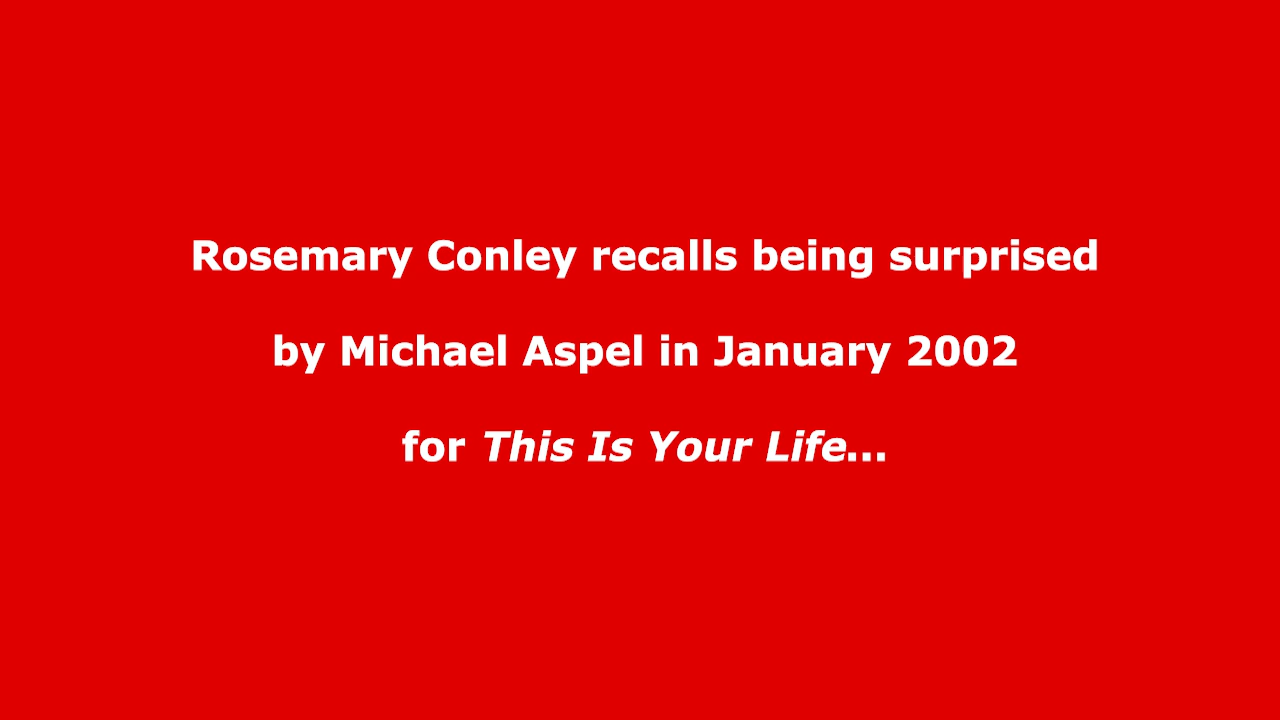 Rosemary Conley recalls being surprised
by Michael Aspel in January 2002
for This Is Your Life...